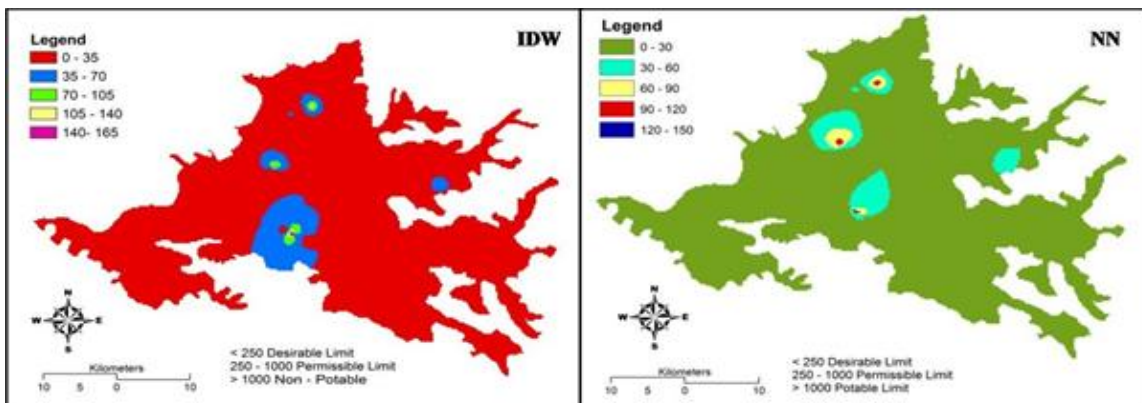 IDW
Legend
0 - 35
35 - 70
70 - 105
105 - 140
140- 165
N
W E
S
Kilometers
10 5 0 10
< 250 Desirable Limit
250 - 1000 Permissible Limit
> 1000 Non - Potable
NN
Legend
0 - 30
30 - 60
60 - 90
90 - 120
120 - 150
N
W E
S
Kilometers
10 5 0 10
< 250 Desirable Limit
250 - 1000 Permissible Limit
> 1000 Potable Limit